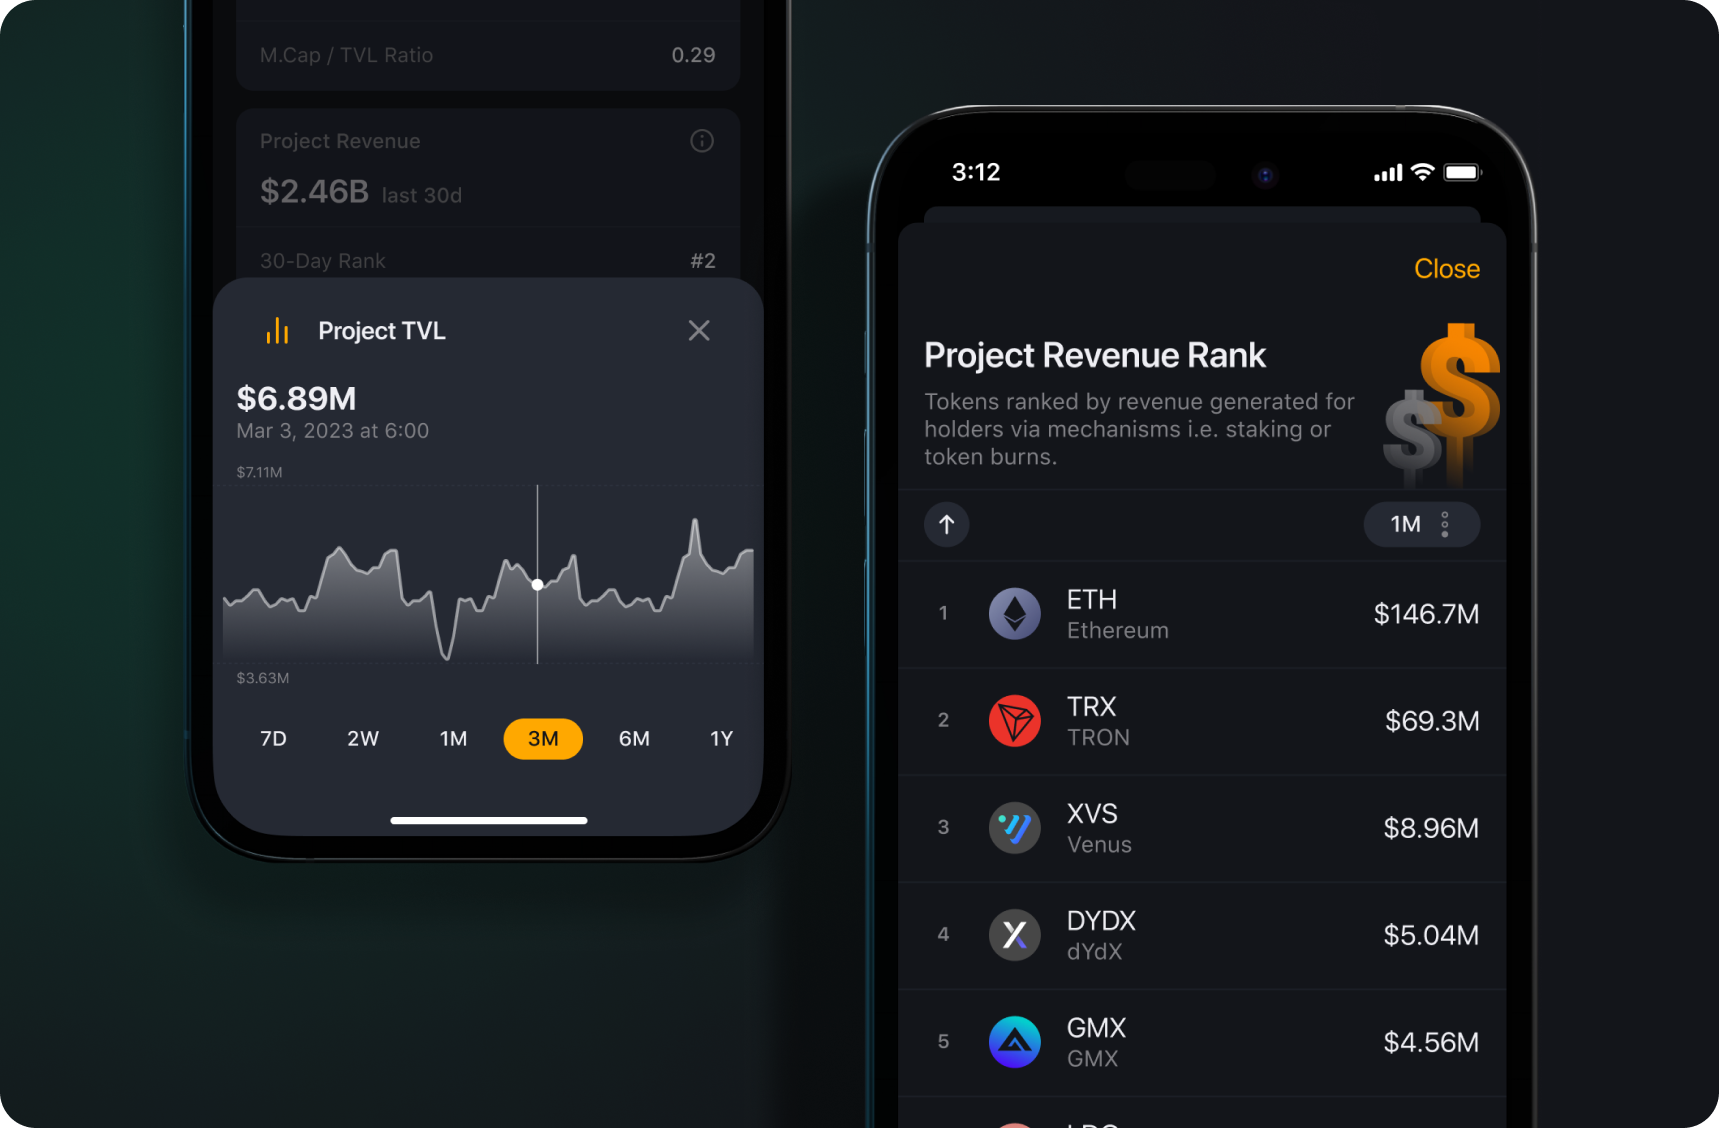 M.Cap / TVL Ratio
0.29
Project Revenue
$2.46B last 30d
30-Day Rank
#2
Project TVL
$6.89M
Mar 3, 2023 at 6:00
$7.11M
$3.63M
7D 2W 1M 3M 6M 1Y
3:12
Close
Project Revenue Rank
Tokens ranked by revenue generated for
holders via mechanisms i.e. staking or
token burns.
1M
1
ETH
Ethereum
$146.7M
2
TRX
TRON
$69.3M
3
XVS
Venus
$8.96M
4
DYDX
dYdX
$5.04M
5
GMX
GMX
$4.56M